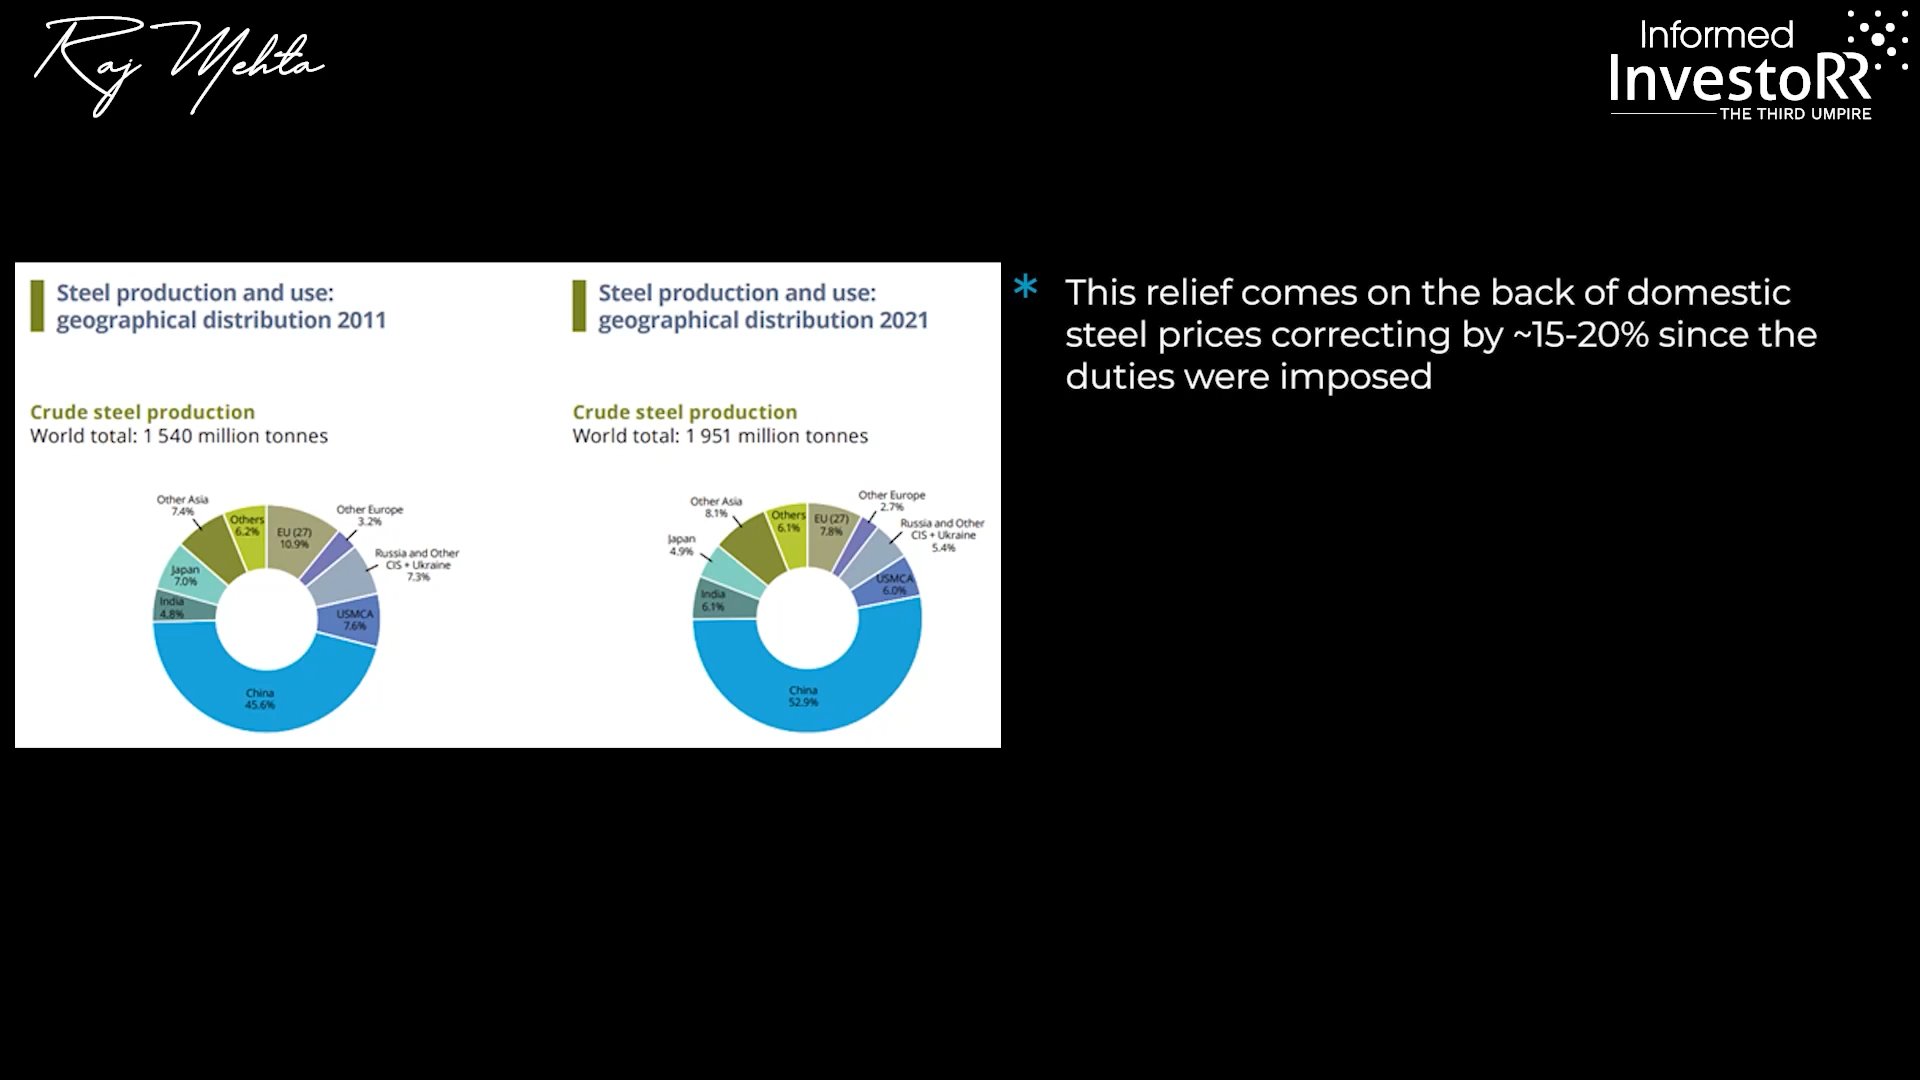 Raj Mehta
Informed
InvestoRR
THE THIRD UMPIRE
Steel production and use:
geographical distribution 2011
Crude steel production
World total: 1 540 million tonnes
Other Asia
7.4%
Others
6.2%
EU (27)
10.9%
Other Europe
3.2%
Russia and Other
CIS + Ukraine
7.3%
Japan
7.0%
India
4.8%
USMCA
7.6%
China
45.6%
Steel production and use:
geographical distribution 2021
Crude steel production
World total: 1 951 million tonnes
Other Asia
8.1%
Others
6.1%
EU (27)
7.8%
Other Europe
2.7%
Russia and Other
CIS + Ukraine
5.4%
Japan
4.9%
India
6.1%
USMCA
6.0%
China
52.9%
* This relief comes on the back of domestic
steel prices correcting by ~15-20% since the
duties were imposed